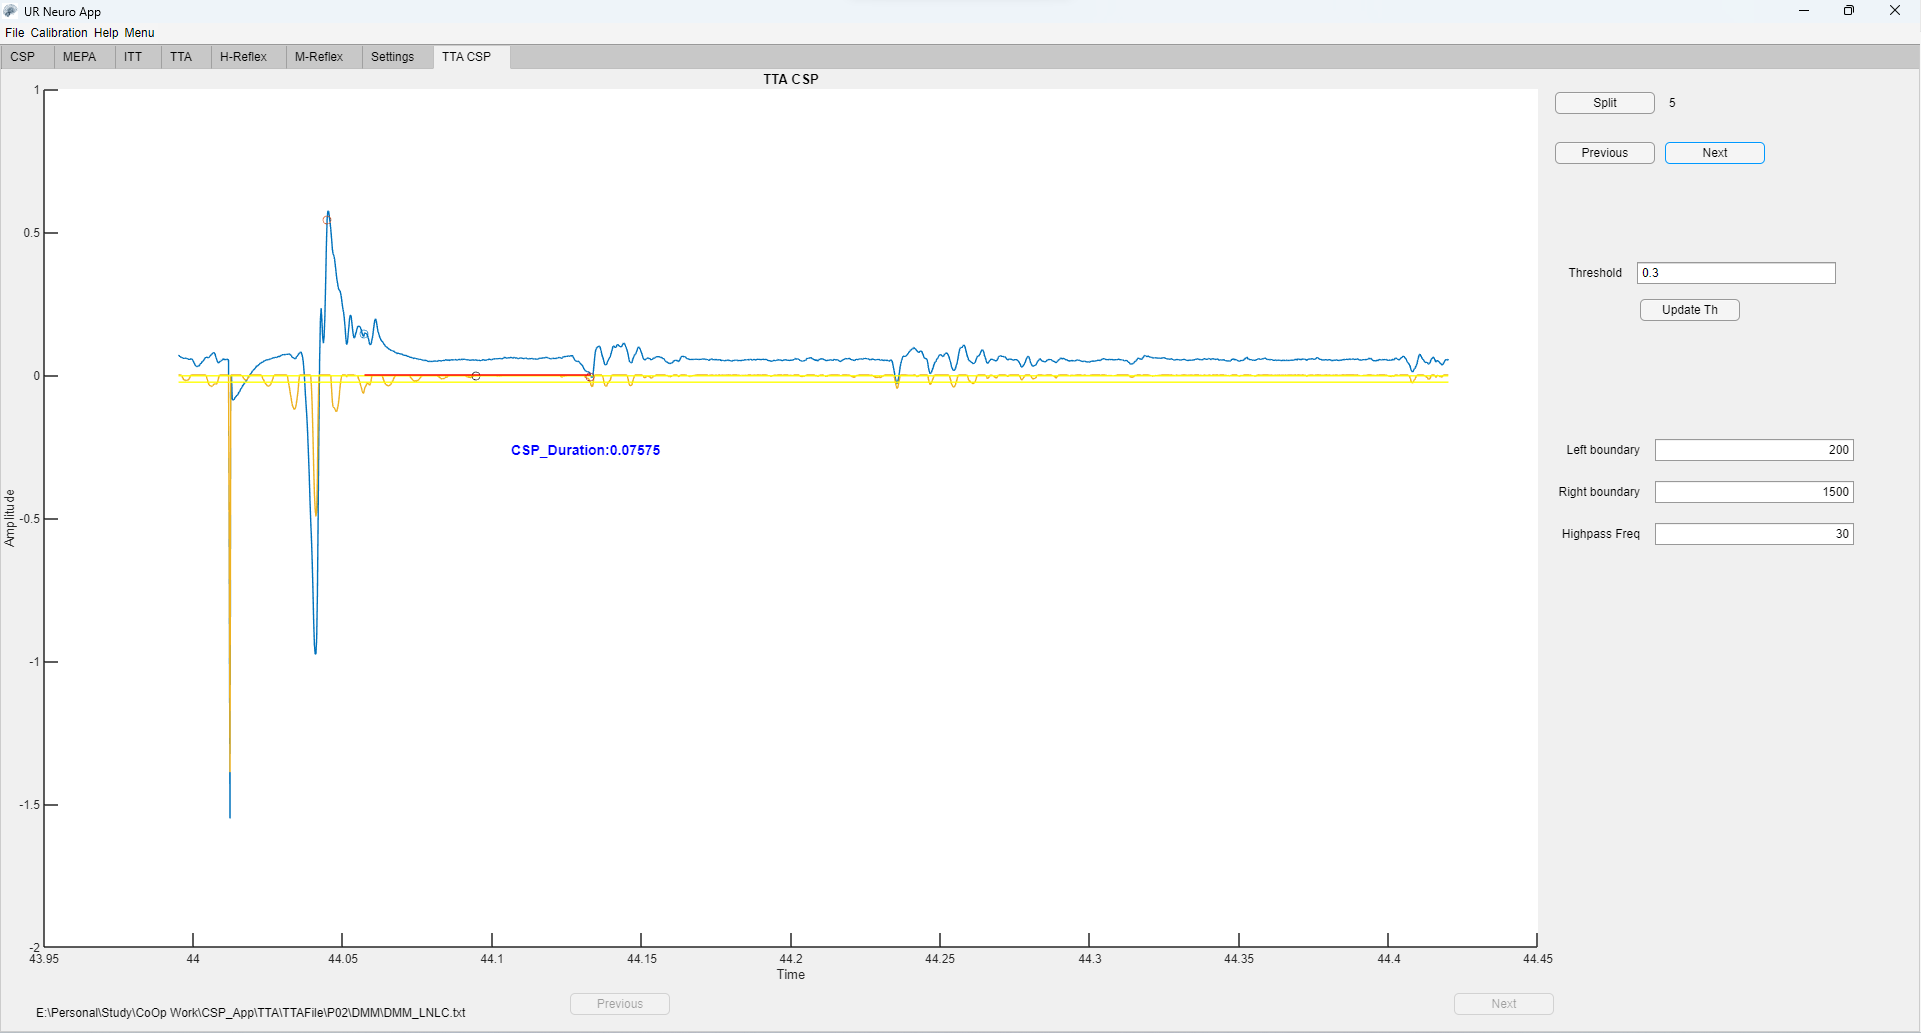 UR Neuro App
File Calibration Help Menu
CSP MEPA ITT TTA H-Reflex M-Reflex Settings TTA CSP
TTA CSP
Split 5
Previous Next
Threshold 0.3
Update Th
Left boundary 200
Right boundary 1500
Highpass Freq 30
1
0.5
0
-0.5
-1
-1.5
-2
Amplitude
CSP_Duration:0.07575
43.95 44 44.05 44.1 44.15 44.2 44.25 44.3 44.35 44.4 44.45
Time
Previous Next
E:\Personal\Study\CoOp Work\CSP_App\TTA\TTAFile\P02\DMM\DMM_LNLC.txt